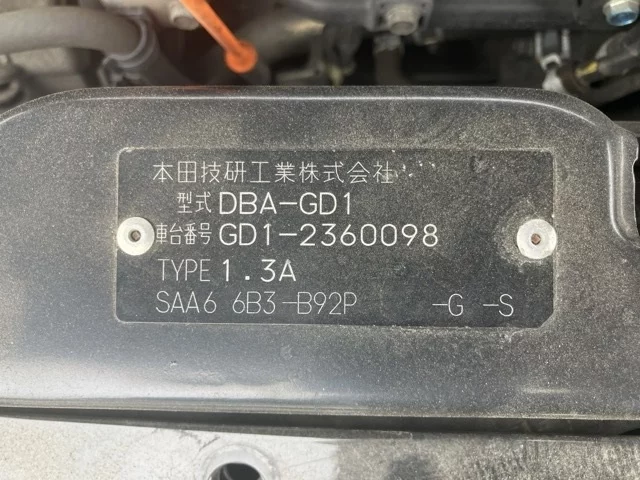 本田技研工業株式会社
型式 DBA-GD1
車台番号 GD1-2360098
TYPE 1.3A
SAA6 6B3-B92P -G -S